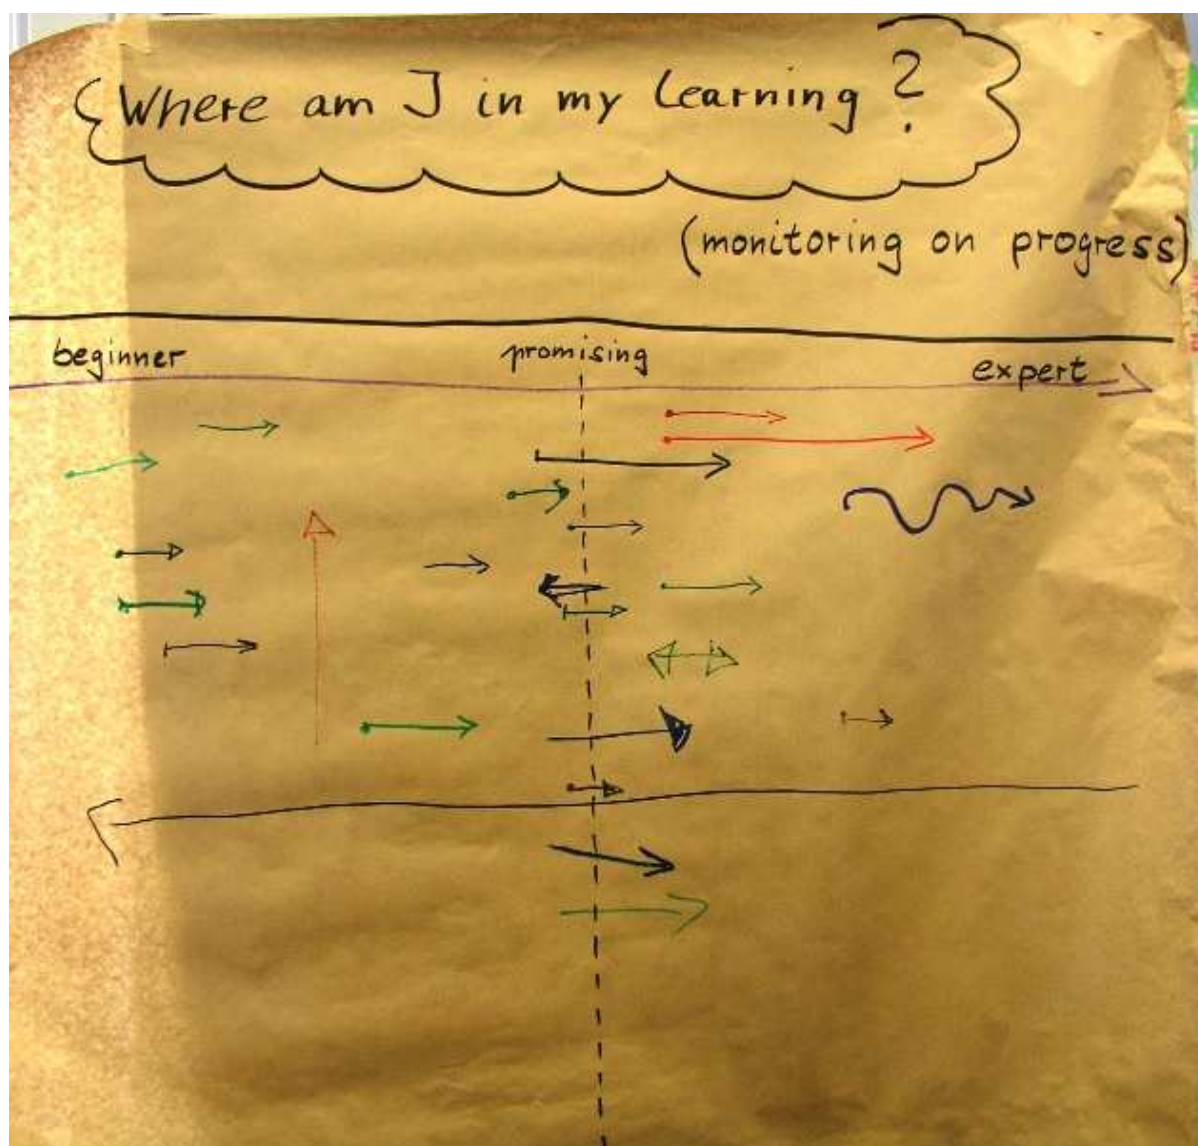 Where am I in my Learning ?
(monitoring on progress)
beginner promising expert